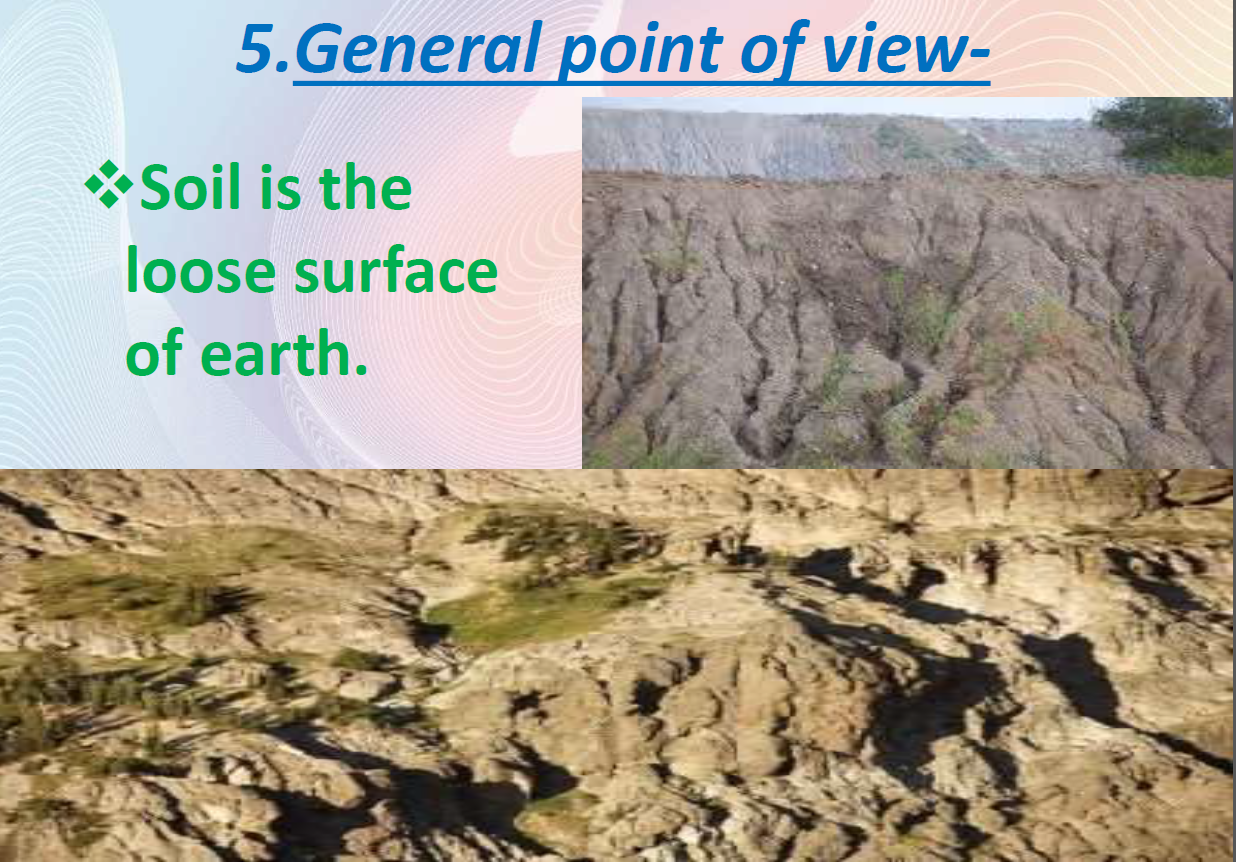 5.General point of view-
❖Soil is the
loose surface
of earth.